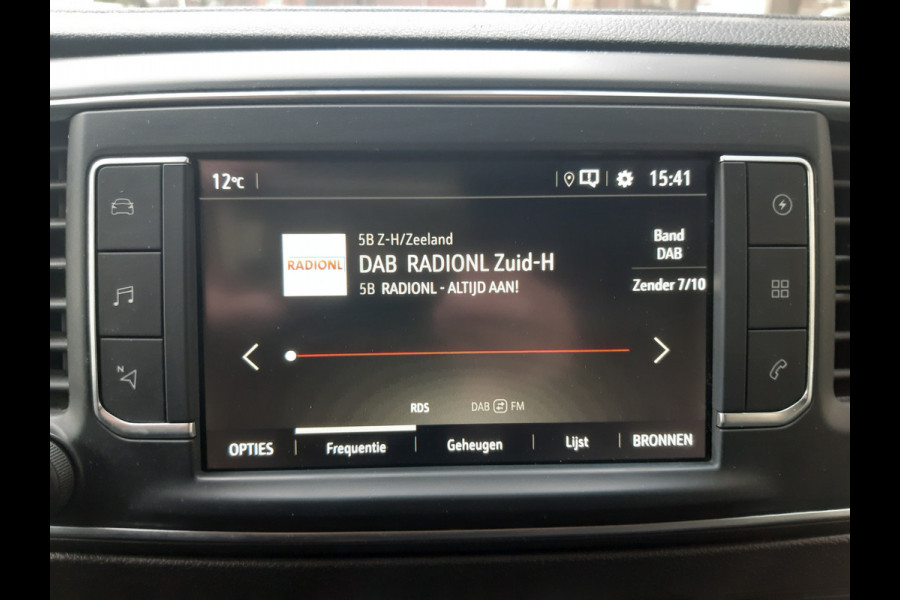 12°C
15:41
5B Z-H/Zeeland
DAB RADIONL Zuid-H
5B RADIONL - ALTIJD AAN!
RADIONL
Band
DAB
Zender 7/10
RDS
DAB FM
OPTIES Frequentie Geheugen Lijst BRONNEN
N